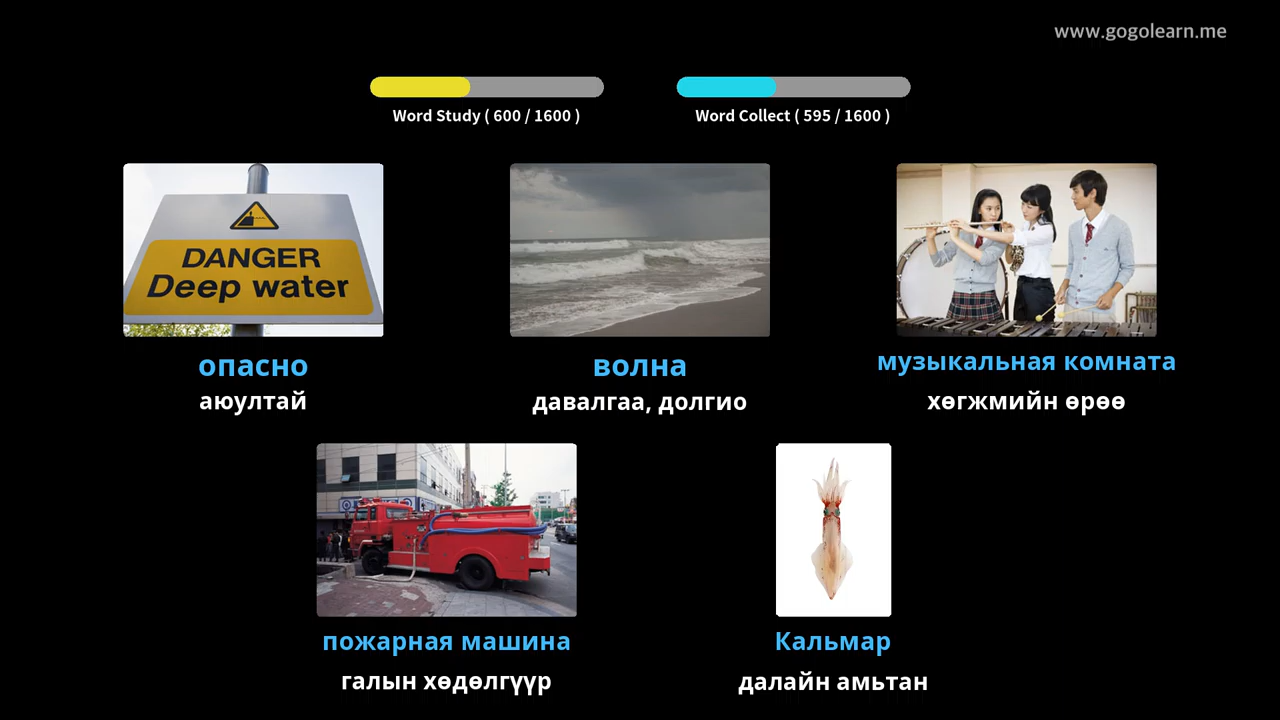 www.gogolearn.me
Word Study ( 600 / 1600 )
Word Collect ( 595 / 1600 )
DANGER
Deep water
опасно
аюултай
волна
давалгаа, долгио
музыкальная комната
хөгжмийн өрөө
пожарная машина
галын хөдөлгүүр
Кальмар
далайн амьтан